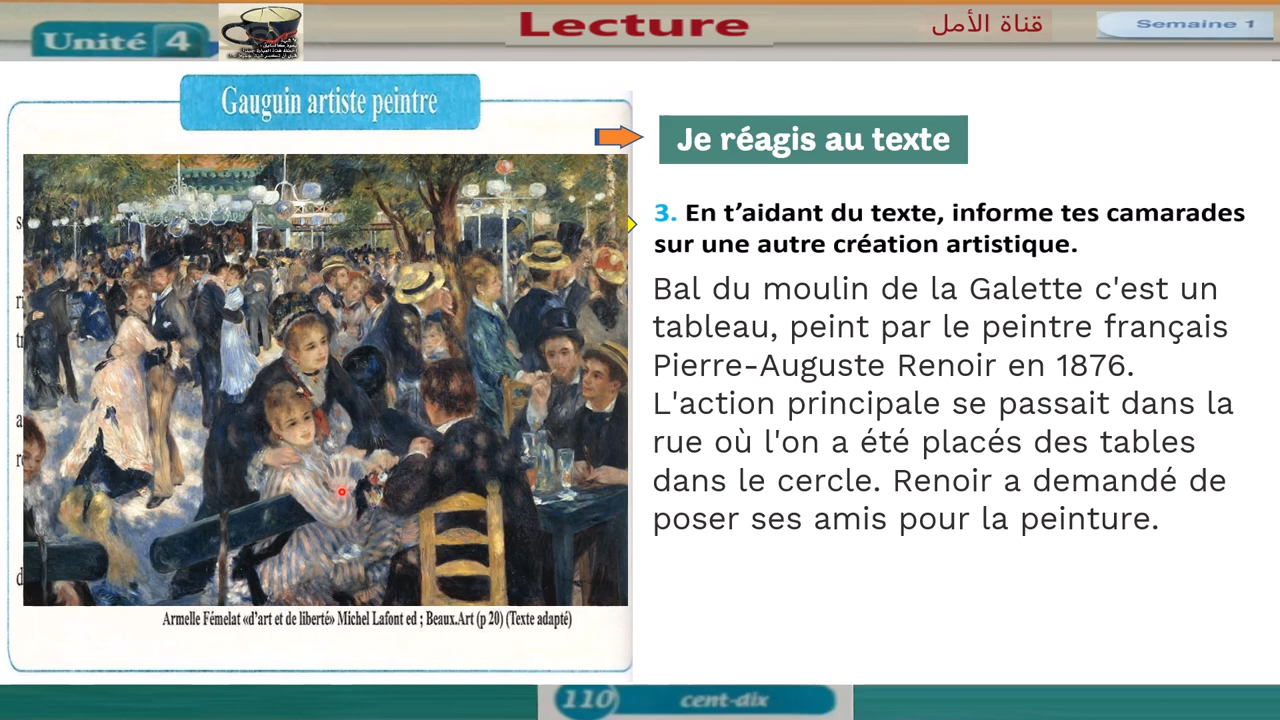 Unité 4
Lecture
قناة الأمل
Semaine 1
Gauguin artiste peintre
Je réagis au texte
3. En t’aidant du texte, informe tes camarades
sur une autre création artistique.
Bal du moulin de la Galette c'est un
tableau, peint par le peintre français
Pierre-Auguste Renoir en 1876.
L'action principale se passait dans la
rue où l'on a été placés des tables
dans le cercle. Renoir a demandé de
poser ses amis pour la peinture.
Armelle Fémelat «d’art et de liberté» Michel Lafont ed ; Beaux.Art (p 20) (Texte adapté)
110 cent-dix